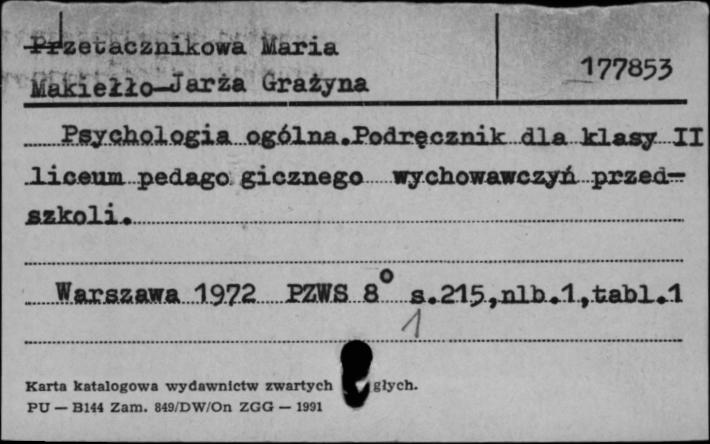 Przetacznikowa Maria
177853
Makiełło-Jarża Grażyna
Psychologia ogólna.Podręcznik dla klasy II
liceum pedago gicznego wychowawczyń przed-
szkoli.
Warszawa 1972 PZWS 8° s.215,nlb.1,tabl.1
1
Karta katalogowa wydawnictw zwartych głych.
PU — B144 Zam. 849/DW/On ZGG — 1991